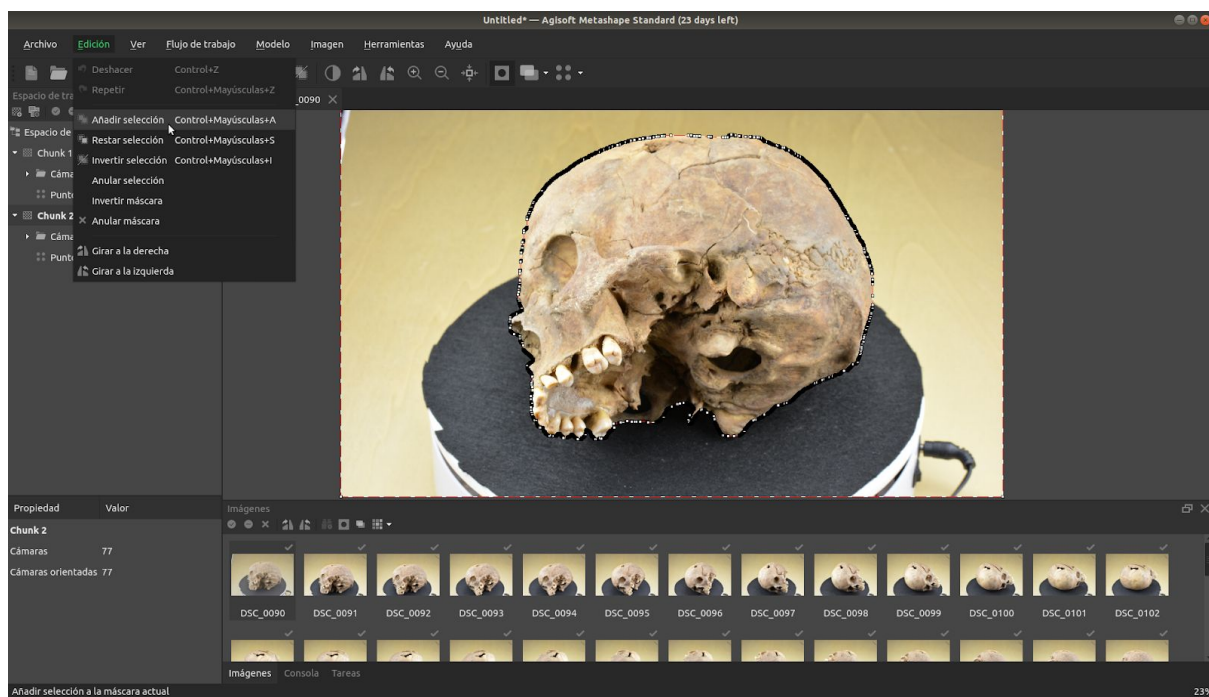 Untitled* — Agisoft Metashape Standard (23 days left)
Archivo Edición Ver Flujo de trabajo Modelo Imagen Herramientas Ayuda
Deshacer Control+Z
Espacio de tra
Repetir Control+Mayúsculas+Z
_0090
Añadir selección Control+Mayúsculas+A
Espacio de
Restar selección Control+Mayúsculas+S
Chunk 1
Invertir selección Control+Mayúsculas+I
Cáma
Anular selección
Punto
Invertir máscara
Chunk 2
Anular máscara
Cáma
Girar a la derecha
Punto
Girar a la izquierda
Propiedad Valor
Imágenes
Chunk 2
Cámaras 77
Cámaras orientadas 77
DSC_0090 DSC_0091 DSC_0092 DSC_0093 DSC_0094 DSC_0095 DSC_0096 DSC_0097 DSC_0098 DSC_0099 DSC_0100 DSC_0101 DSC_0102
Imágenes Consola Tareas
Añadir selección a la máscara actual
23%